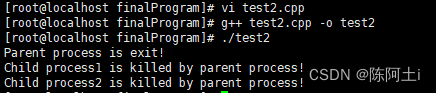 [root@localhost finalProgram]# vi test2.cpp
[root@localhost finalProgram]# g++ test2.cpp -o test2
[root@localhost finalProgram]# ./test2
Parent process is exit!
Child process1 is killed by parent process!
Child process2 is killed by parent process!
CSDN @陈阿土i